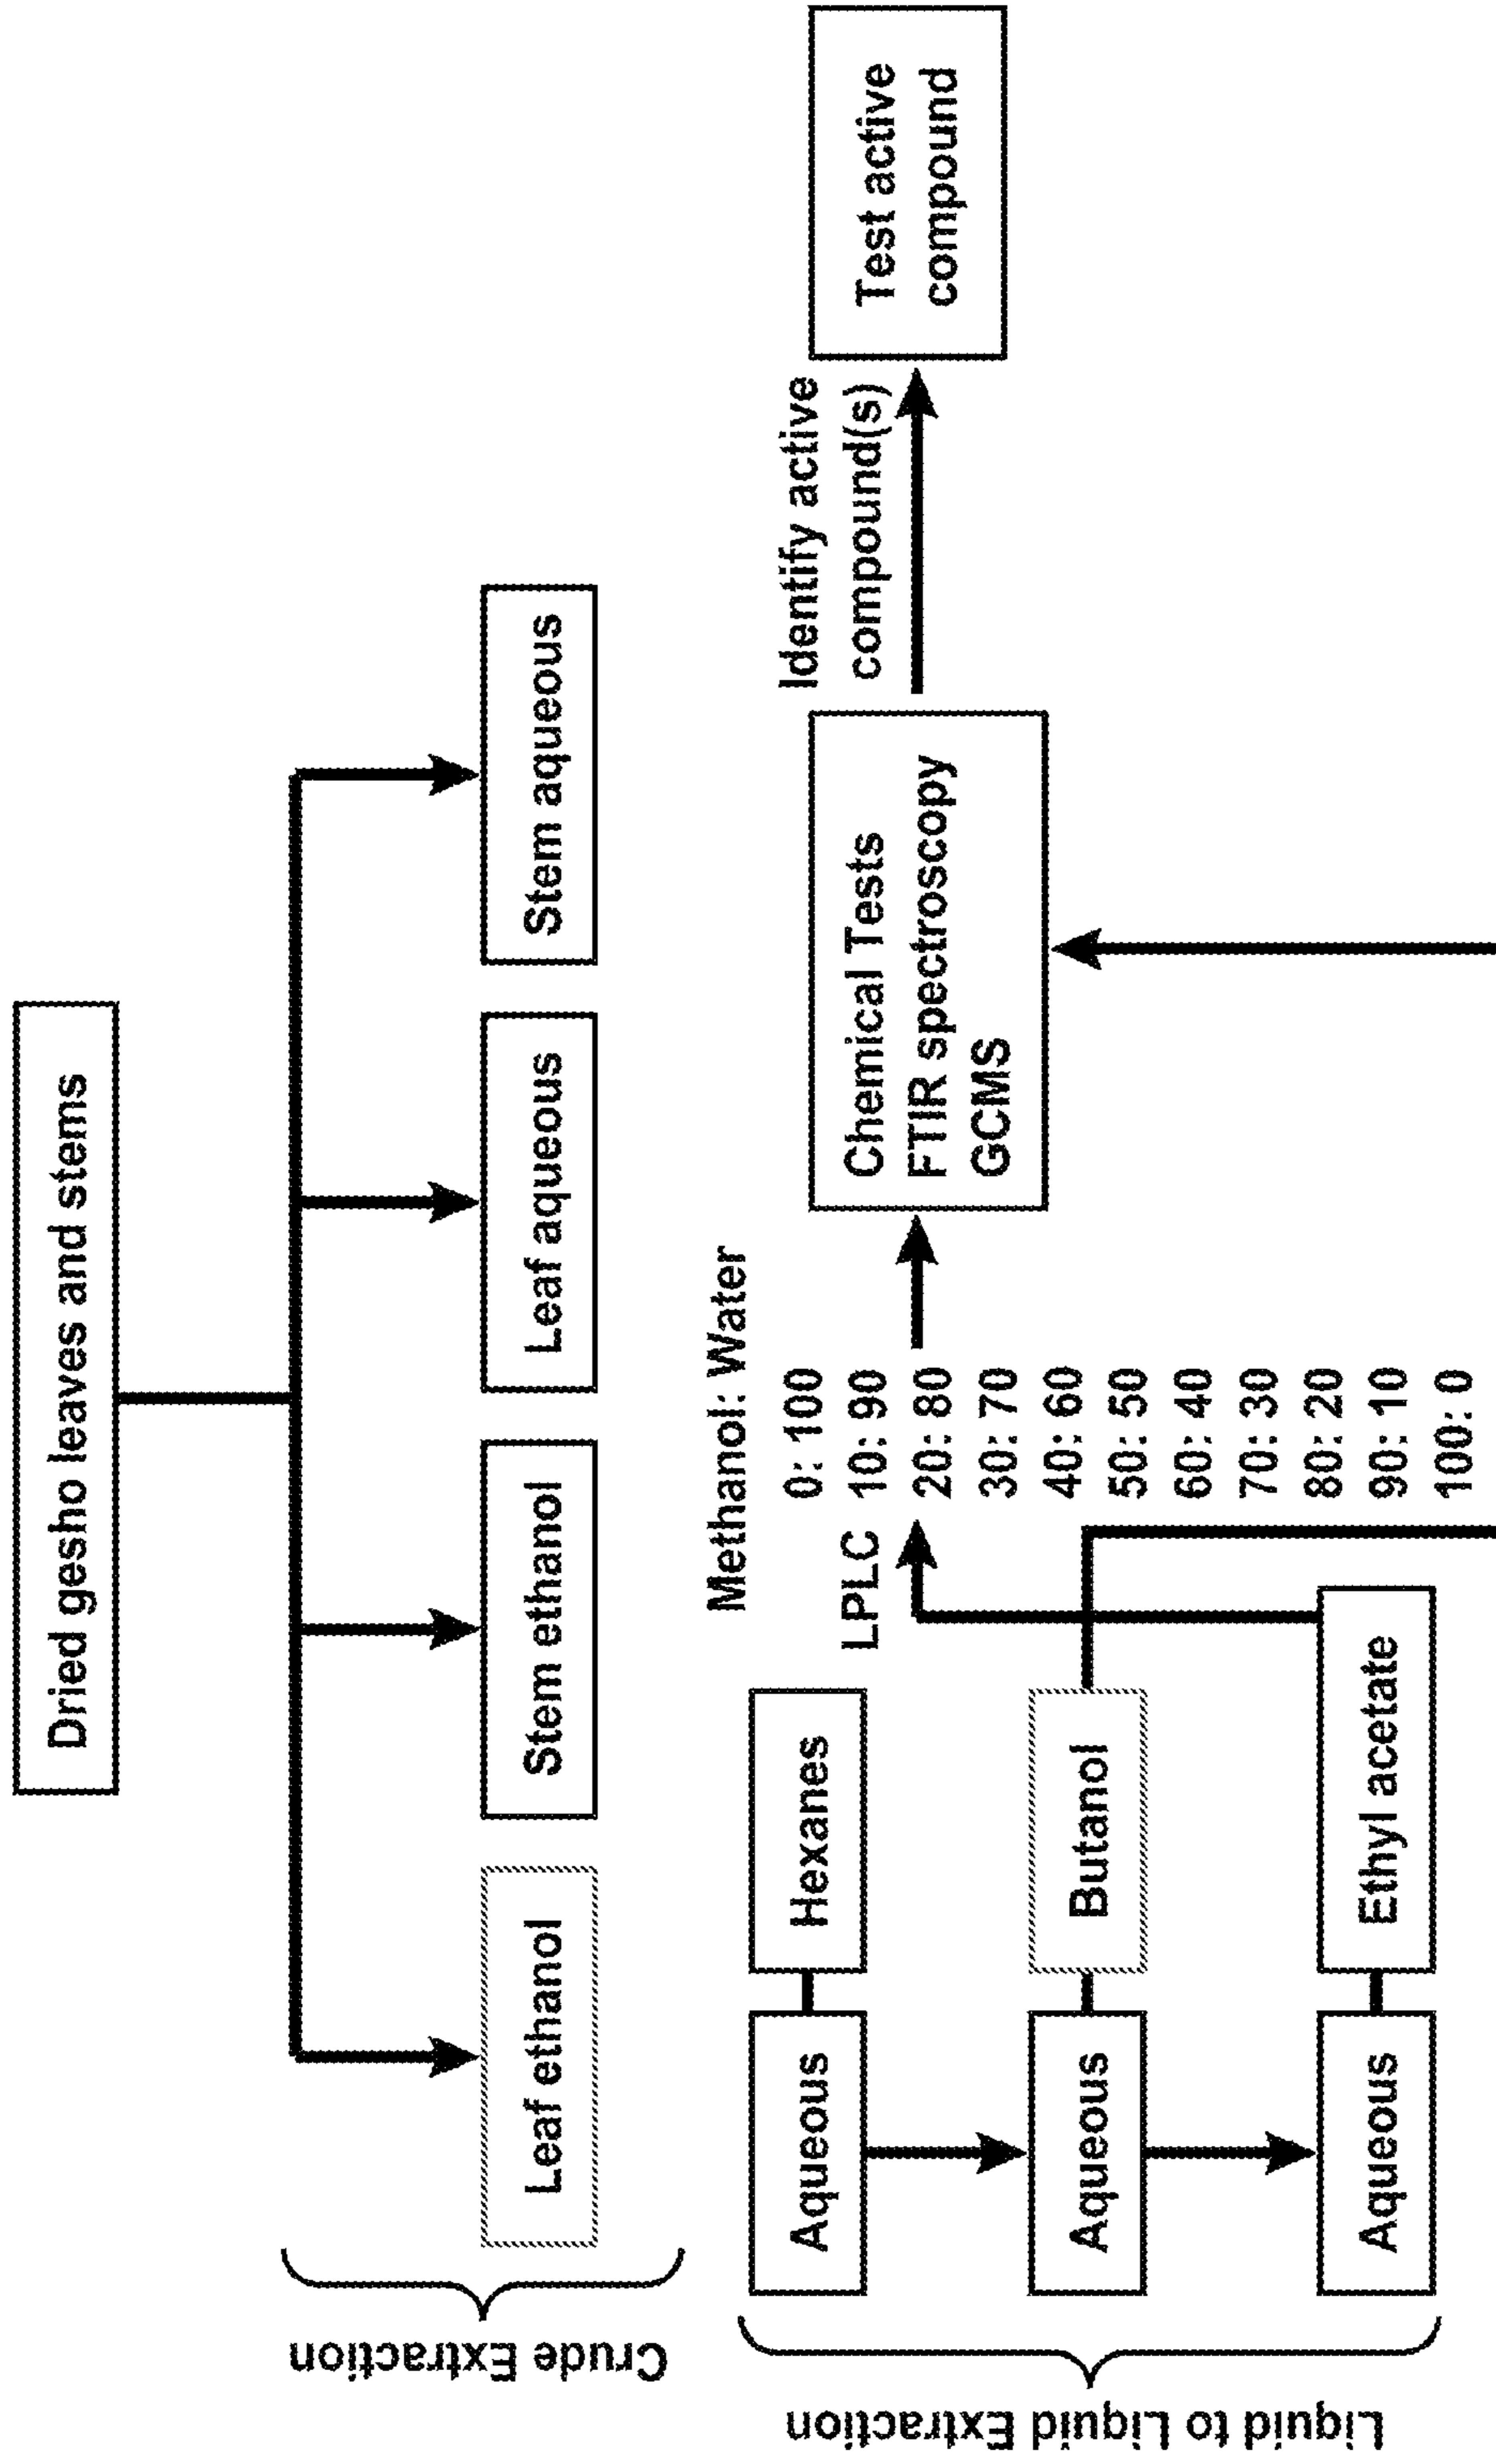 Dried gesho leaves and stems
Crude Extraction
Leaf ethanol
Stem ethanol
Leaf aqueous
Stem aqueous
Liquid to Liquid Extraction
Aqueous
Hexanes
Aqueous
Butanol
Aqueous
Ethyl acetate
LPLC
Methanol: Water
0: 100
10: 90
20: 80
30: 70
40: 60
50: 50
60: 40
70: 30
80: 20
90: 10
100: 0
Chemical Tests
FTIR spectroscopy
GCMS
Identify active
compound(s)
Test active
compound